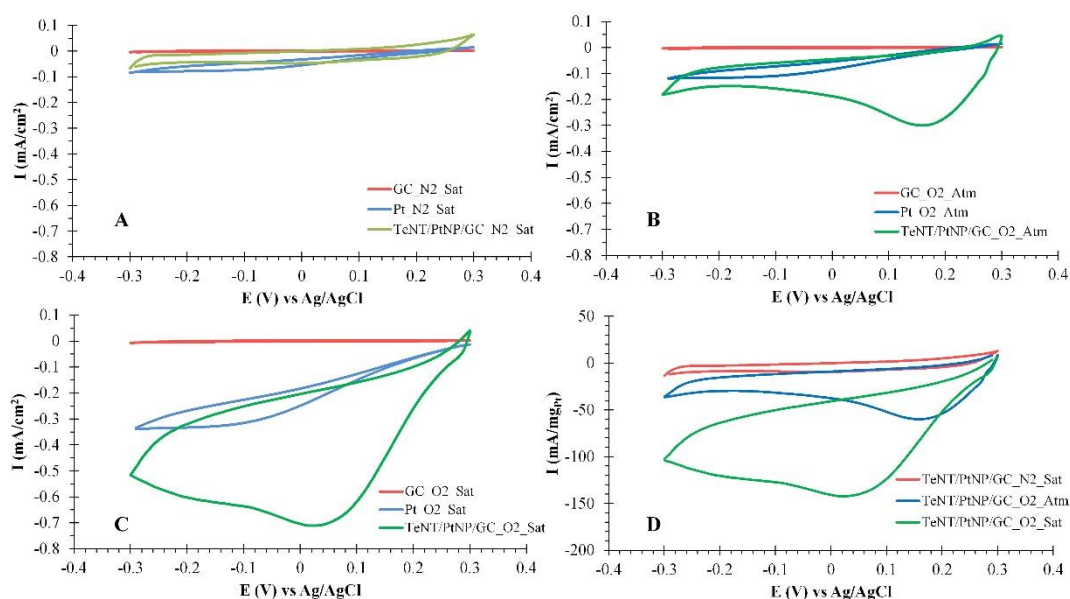 0.1
0
-0.1
-0.2
-0.3
-0.4
-0.5
-0.6
-0.7
-0.8
I (mA/cm²)
GC_N2_Sat
Pt_N2_Sat
TeNT/PtNP/GC_N2_Sat
A
-0.4 -0.3 -0.2 -0.1 0 0.1 0.2 0.3 0.4
E (V) vs Ag/AgCl
0.1
0
-0.1
-0.2
-0.3
-0.4
-0.5
-0.6
-0.7
-0.8
I (mA/cm²)
GC_O2_Atm
Pt_O2_Atm
TeNT/PtNP/GC_O2_Atm
B
-0.4 -0.3 -0.2 -0.1 0 0.1 0.2 0.3 0.4
E (V) vs Ag/AgCl
0.1
0
-0.1
-0.2
-0.3
-0.4
-0.5
-0.6
-0.7
-0.8
I (mA/cm²)
GC_O2_Sat
Pt_O2_Sat
TeNT/PtNP/GC_O2_Sat
C
-0.4 -0.3 -0.2 -0.1 0 0.1 0.2 0.3 0.4
E (V) vs Ag/AgCl
50
0
-50
-100
-150
-200
I (mA/mgPt)
TeNT/PtNP/GC_N2_Sat
TeNT/PtNP/GC_O2_Atm
TeNT/PtNP/GC_O2_Sat
D
-0.4 -0.3 -0.2 -0.1 0 0.1 0.2 0.3 0.4
E (V) vs Ag/AgCl